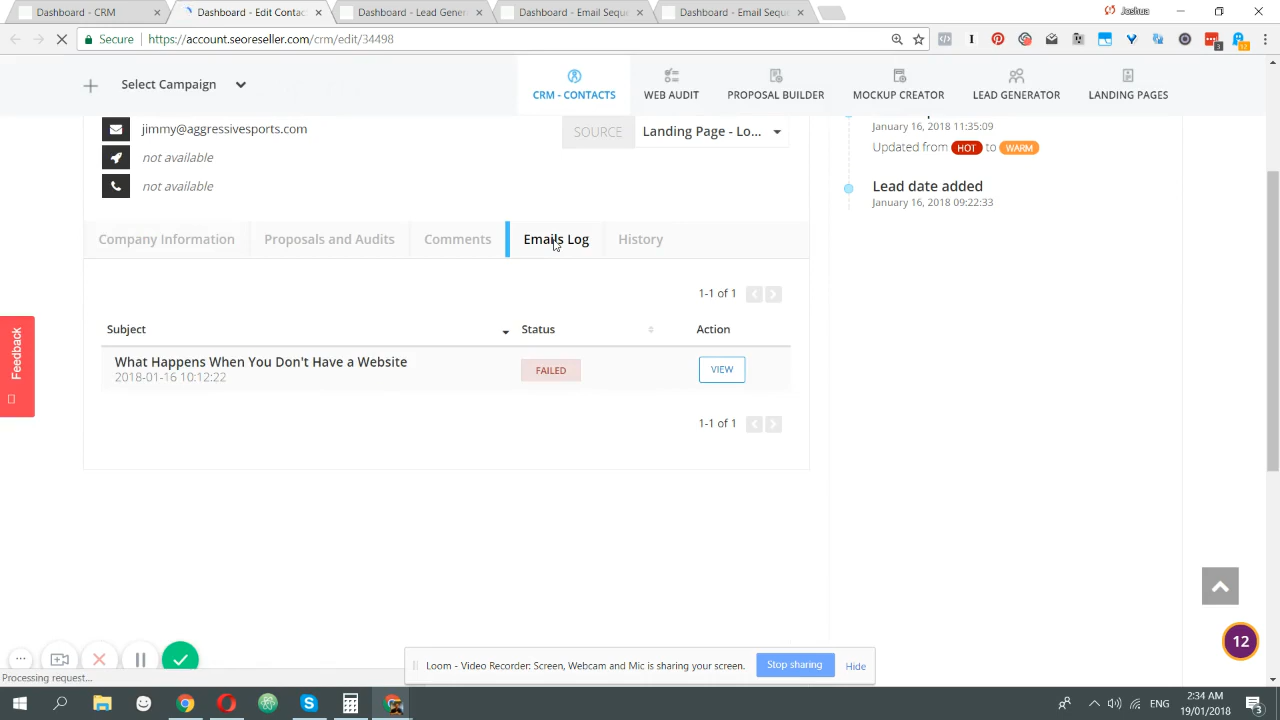 Dashboard - CRM
Dashboard - Edit Contac
Dashboard - Lead Gener
Dashboard - Email Sequ
Dashboard - Email Sequ
Joshua
Secure
https://account.seoreseller.com/crm/edit/34498
Select Campaign
CRM - CONTACTS
WEB AUDIT
PROPOSAL BUILDER
MOCKUP CREATOR
LEAD GENERATOR
LANDING PAGES
jimmy@aggressivesports.com
not available
not available
SOURCE
Landing Page - Lo...
January 16, 2018 11:35:09
Updated from HOT to WARM
Lead date added
January 16, 2018 09:22:33
Company Information
Proposals and Audits
Comments
Emails Log
History
1-1 of 1
Subject
Status
Action
What Happens When You Don't Have a Website
2018-01-16 10:12:22
FAILED
VIEW
1-1 of 1
Feedback
12
Loom - Video Recorder: Screen, Webcam and Mic is sharing your screen.
Stop sharing
Hide
Processing request...
ENG
2:34 AM
19/01/2018
3